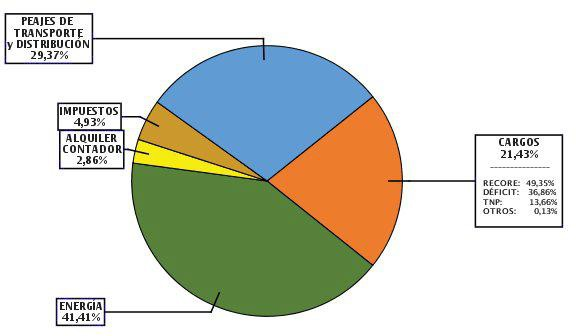 PEAJES DE
TRANSPORTE
y DISTRIBUCIÓN
29,37%
IMPUESTOS
4,93%
ALQUILER
CONTADOR
2,86%
CARGOS
21,43%
----------------
RECORE: 49,35%
DÉFICIT: 36,86%
TNP: 13,66%
OTROS: 0,13%
ENERGÍA
41,41%